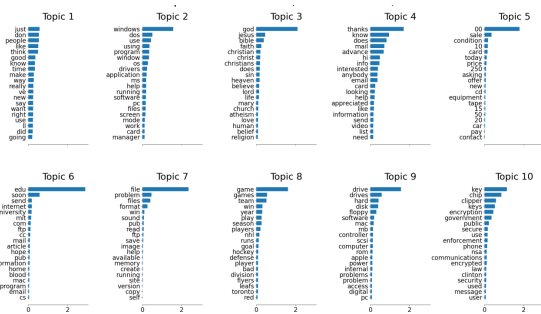 Topic 1
just
don
people
like
think
good
know
time
make
way
really
ve
new
say
want
right
use
ll
did
going
Topic 2
windows
dos
use
using
program
window
os
drivers
application
ms
help
running
software
pc
files
screen
mode
work
card
manager
Topic 3
god
jesus
bible
faith
christian
christ
christians
does
sin
heaven
believe
lord
life
mary
church
atheism
love
human
belief
religion
Topic 4
thanks
know
does
mail
advance
hi
info
interested
anybody
email
card
looking
help
appreciated
like
information
send
video
list
need
Topic 5
00
sale
condition
10
card
today
price
250
asking
offer
new
cd
equipment
tape
like
15
50
20
car
pay
contact
Topic 6
edu
soon
send
internet
niversity
mit
com
ftp
cc
mail
article
hope
pub
ormation
home
blood
mac
program
email
cs
0 2
Topic 7
file
problem
files
format
win
sound
pub
read
ftp
save
image
help
available
memory
create
running
site
version
copy
self
0 2
Topic 8
game
games
team
win
year
play
season
players
nhl
runs
goal
hockey
defense
player
bad
division
flyers
leafs
toronto
red
0 2
Topic 9
drive
drives
hard
disk
floppy
software
mac
mb
controller
scsi
computer
rom
apple
power
internal
problems
problem
access
digital
pc
0 2
Topic 10
key
chip
clipper
keys
encryption
government
public
secure
use
enforcement
phone
nsa
communications
encrypted
law
clinton
security
used
message
user
0 2